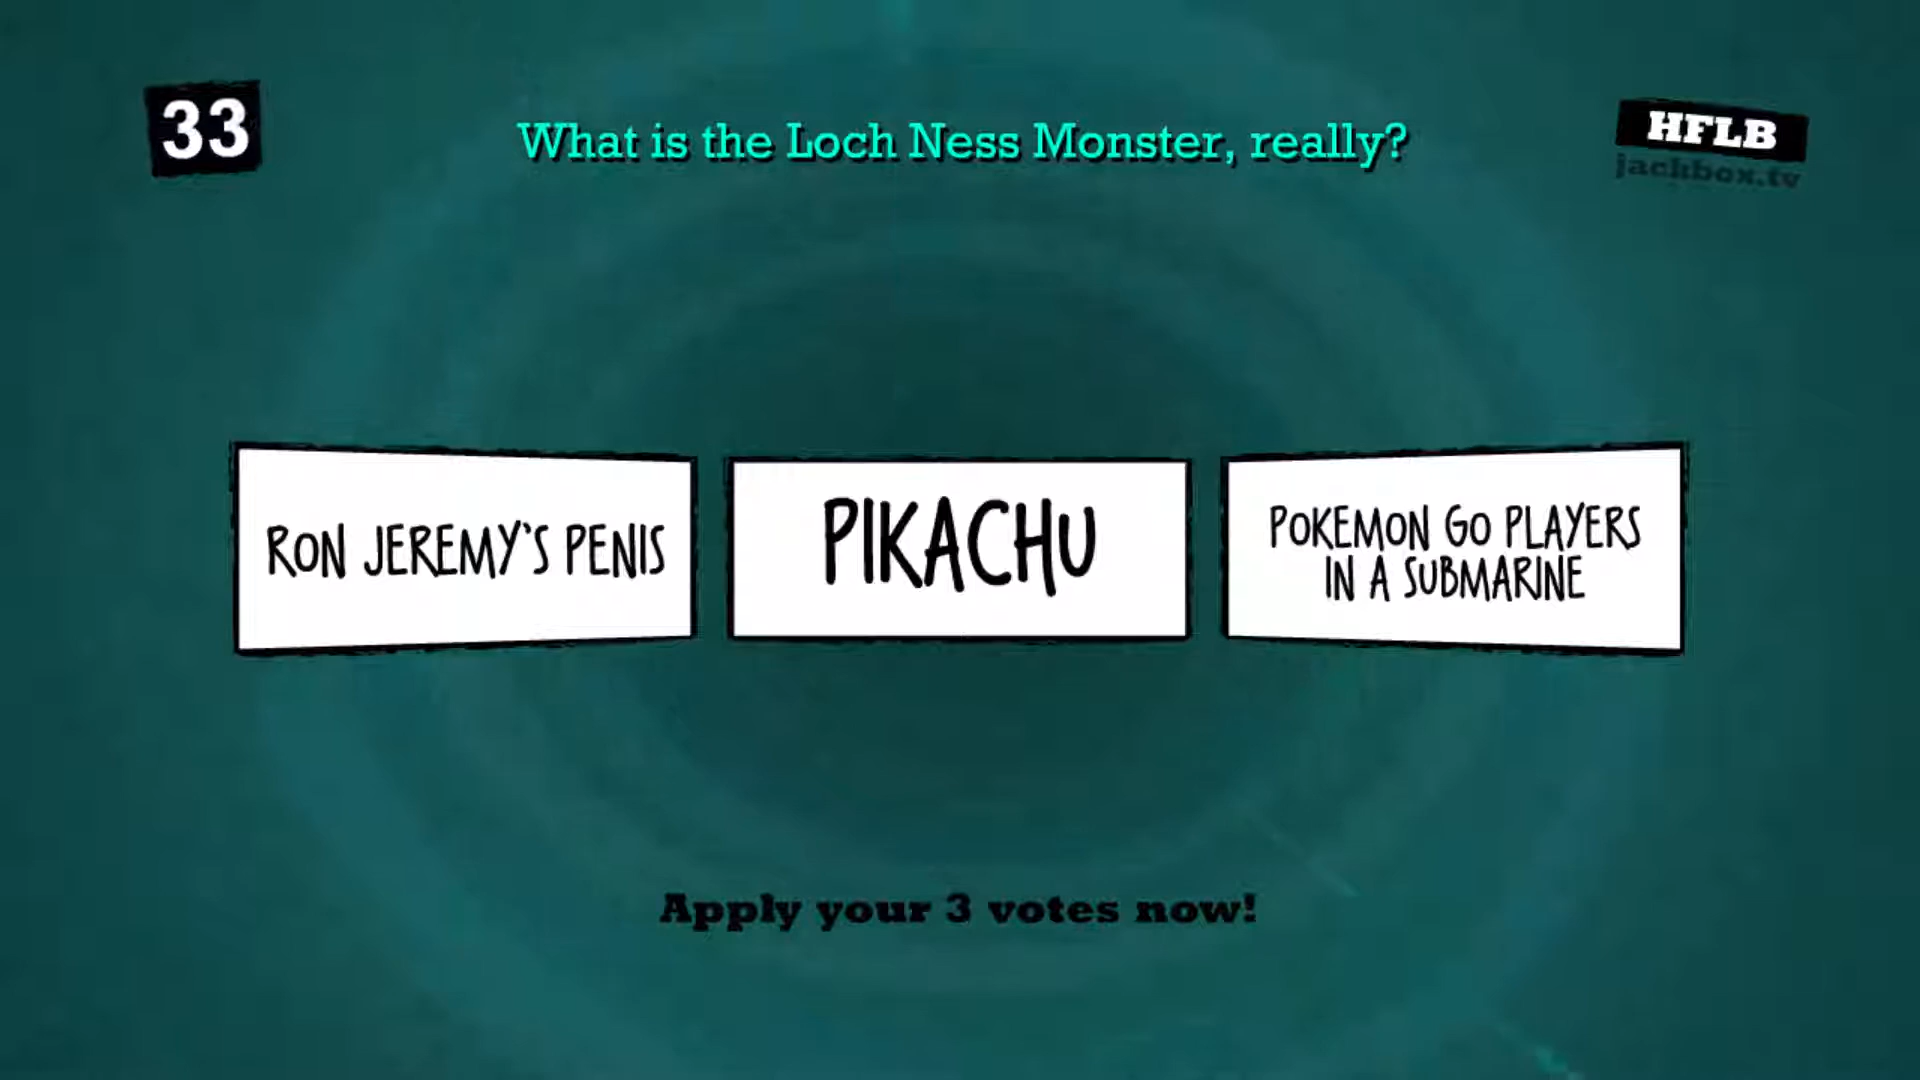 33
What is the Loch Ness Monster, really?
HFLB
jackbox.tv
RON JEREMY'S PENIS
PIKACHU
POKEMON GO PLAYERS
IN A SUBMARINE
Apply your 3 votes now!